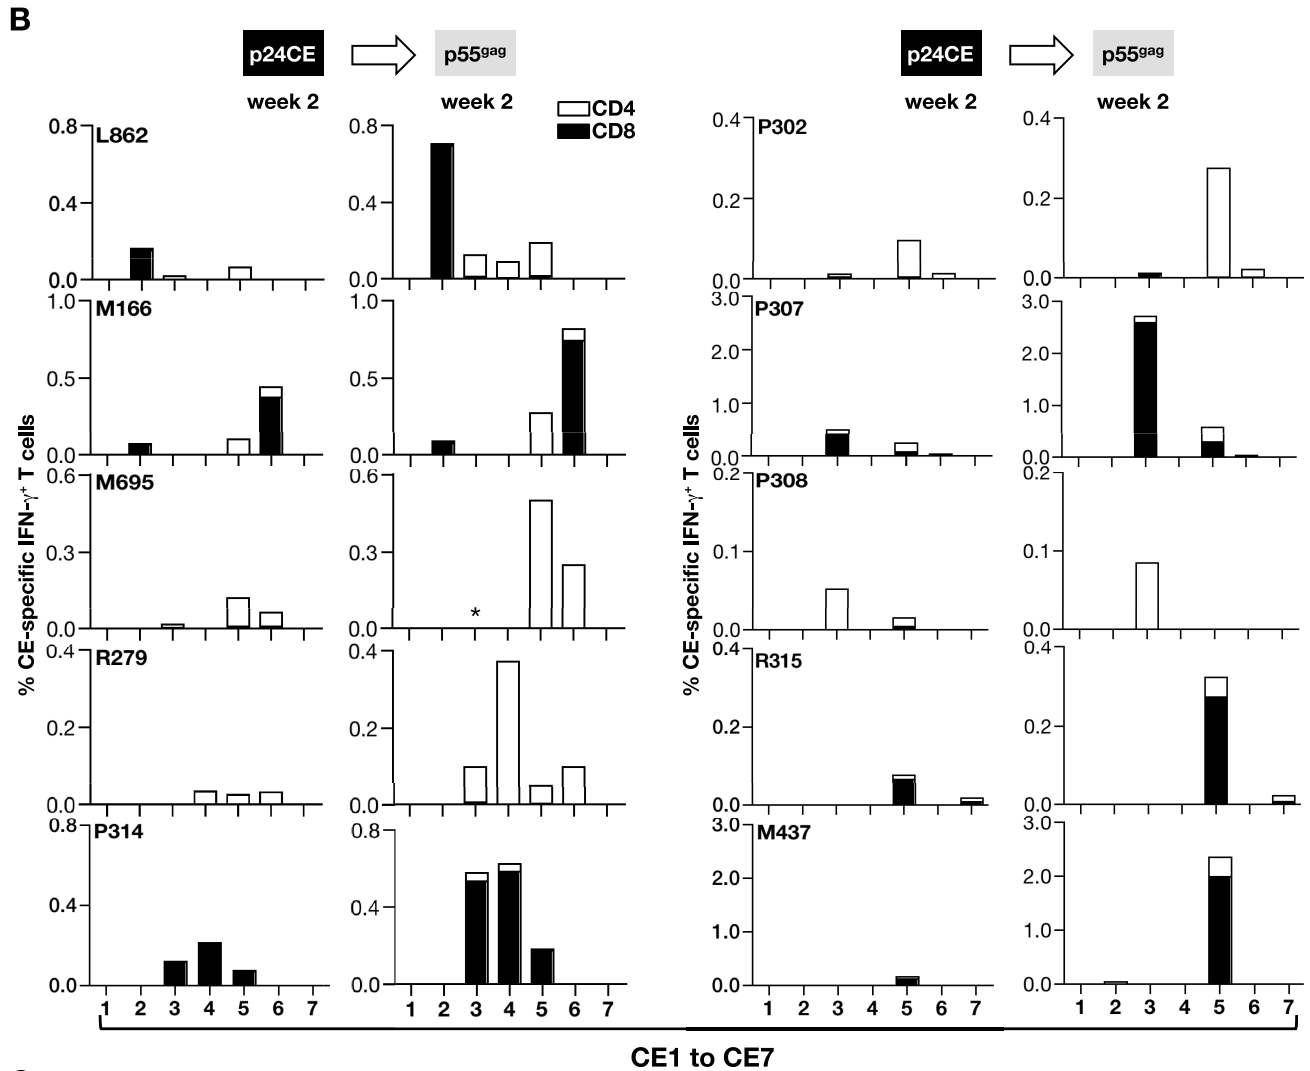 B
p24CE p55gag p24CE p55gag
week 2 week 2 week 2 week 2
CD4
CD8
% CE-specific IFN-γ+ T cells
% CE-specific IFN-γ+ T cells
L862
0.8 0.4 0.0
0.8 0.4 0.0
P302
0.4 0.2 0.0
0.4 0.2 0.0
M166
1.0 0.5 0.0
1.0 0.5 0.0
P307
3.0 2.0 1.0 0.0
3.0 2.0 1.0 0.0
M695
0.6 0.3 0.0
0.6 0.3 0.0
*
P308
0.2 0.1 0.0
0.2 0.1 0.0
R279
0.4 0.2 0.0
0.4 0.2 0.0
R315
0.4 0.2 0.0
0.4 0.2 0.0
P314
0.8 0.4 0.0
0.8 0.4 0.0
M437
3.0 2.0 1.0 0.0
3.0 2.0 1.0 0.0
1 2 3 4 5 6 7 1 2 3 4 5 6 7 1 2 3 4 5 6 7 1 2 3 4 5 6 7
CE1 to CE7